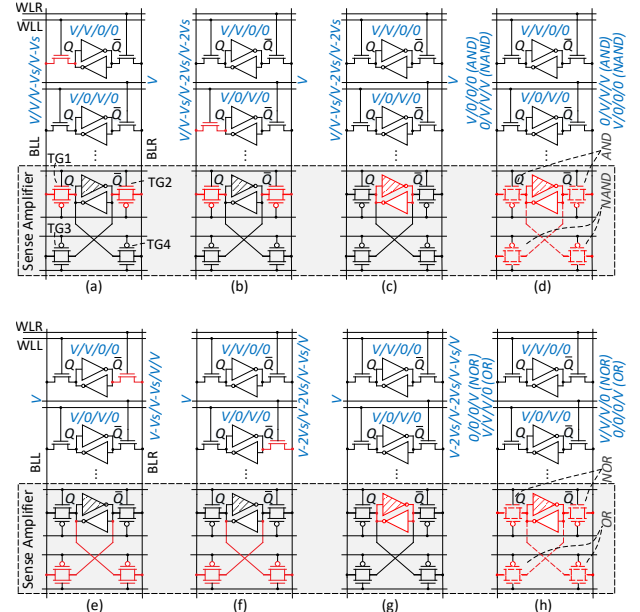 WLR
WLL
V/V/0/0
V/V/0/0
V/V/0/0
V/V/0/0
Q Q̅
Q Q̅
Q Q̅
Q Q̅
V/V/V-Vs/V-Vs
V
V/V-Vs/V-2Vs/V-2Vs
V/V-Vs/V-2Vs/V-2Vs
V
V/0/0/0 (AND)
0/V/V/V (NAND)
0/V/V/V (AND)
V/0/0/0 (NAND)
V/0/V/0
V/0/V/0
V/0/V/0
V/0/V/0
Q Q̅
Q Q̅
Q Q̅
Q Q̅
BLL
BLR
...
...
...
...
Sense Amplifier
TG1
TG2
TG3
TG4
Q Q̅
Q Q̅
Q Q̅
Q Q̅
AND
NAND
(a)
(b)
(c)
(d)
WLR
WLL
V/V/0/0
V/V/0/0
V/V/0/0
V/V/0/0
Q Q̅
Q Q̅
Q Q̅
Q Q̅
V-Vs/V-Vs/V/V
V
V-2Vs/V-2Vs/V-Vs/V
V
V-2Vs/V-2Vs/V-Vs/V
0/0/0/V (NOR)
V/V/V/0 (OR)
V/V/V/0 (NOR)
0/0/0/V (OR)
V/0/V/0
V/0/V/0
V/0/V/0
V/0/V/0
Q Q̅
Q Q̅
Q Q̅
Q Q̅
BLL
BLR
...
...
...
...
Sense Amplifier
Q Q̅
Q Q̅
Q Q̅
Q Q̅
NOR
OR
(e)
(f)
(g)
(h)